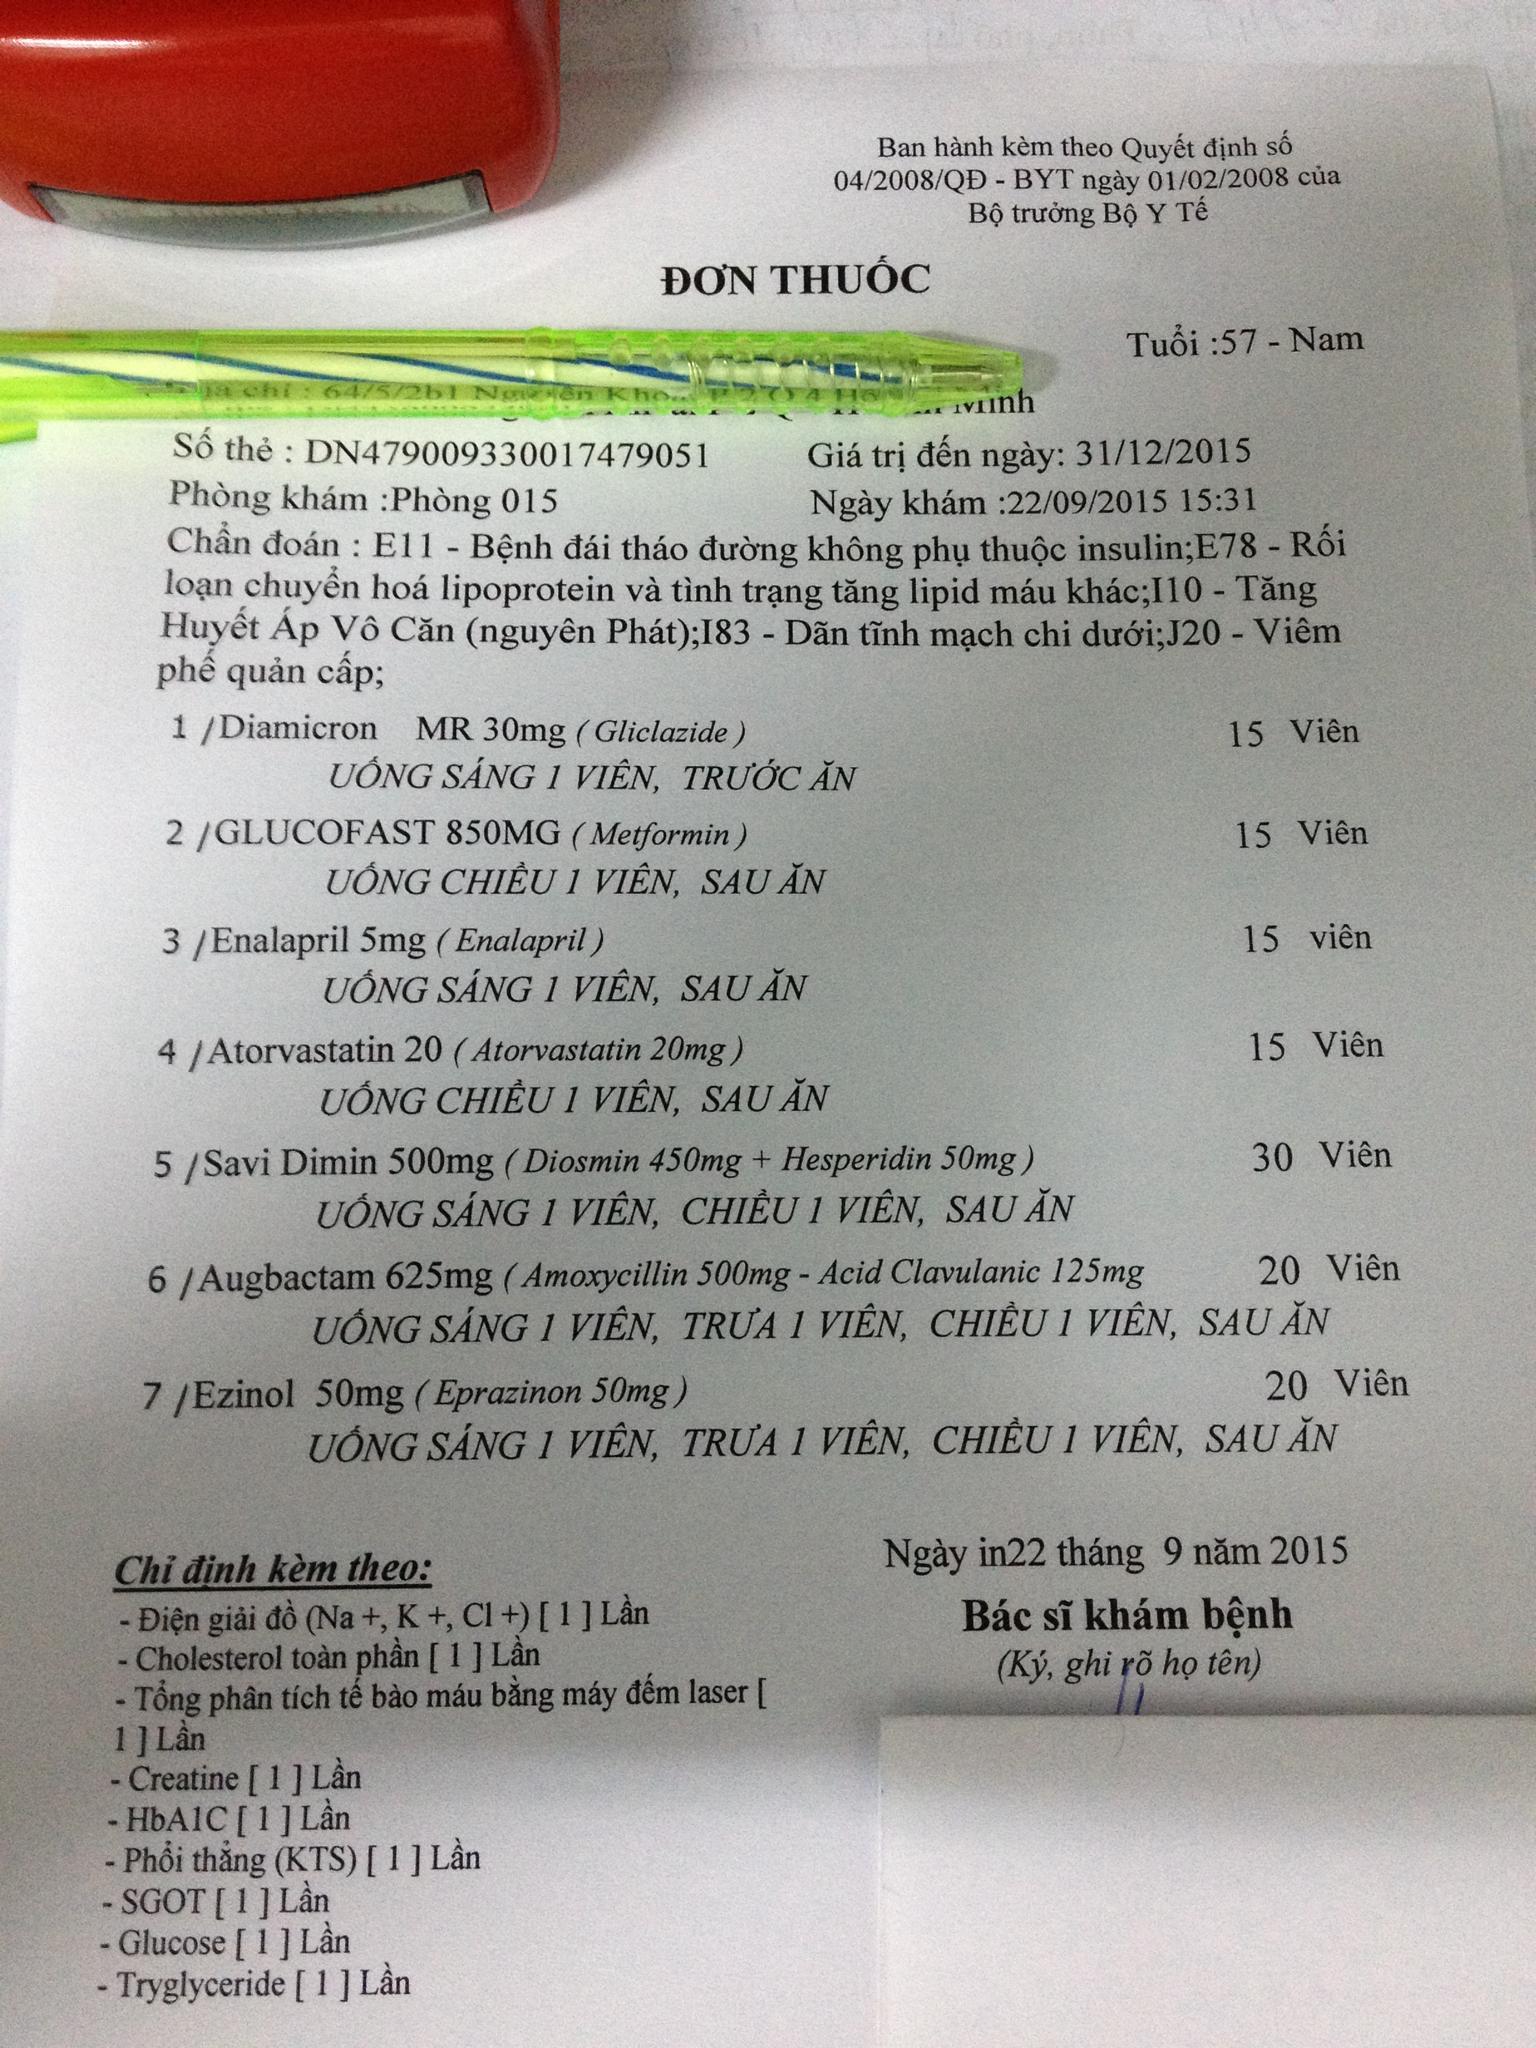 Ban hành kèm theo Quyết định số
04/2008/QĐ - BYT ngày 01/02/2008 của
Bộ trưởng Bộ Y Tế
ĐƠN THUỐC
Tuổi :57 - Nam
chỉ : 64/5/2b1 Minh
Số thẻ : DN479009330017479051 Giá trị đến ngày: 31/12/2015
Phòng khám :Phòng 015 Ngày khám :22/09/2015 15:31
Chẩn đoán : E11 - Bệnh đái tháo đường không phụ thuộc insulin;E78 - Rối
loạn chuyển hoá lipoprotein và tình trạng tăng lipid máu khác;I10 - Tăng
Huyết Áp Vô Căn (nguyên Phát);I83 - Dãn tĩnh mạch chi dưới;J20 - Viêm
phế quản cấp;
1 /Diamicron MR 30mg ( Gliclazide ) 15 Viên
UỐNG SÁNG 1 VIÊN, TRƯỚC ĂN
2 /GLUCOFAST 850MG ( Metformin ) 15 Viên
UỐNG CHIỀU 1 VIÊN, SAU ĂN
3 /Enalapril 5mg ( Enalapril ) 15 viên
UỐNG SÁNG 1 VIÊN, SAU ĂN
4 /Atorvastatin 20 ( Atorvastatin 20mg ) 15 Viên
UỐNG CHIỀU 1 VIÊN, SAU ĂN
5 /Savi Dimin 500mg ( Diosmin 450mg + Hesperidin 50mg ) 30 Viên
UỐNG SÁNG 1 VIÊN, CHIỀU 1 VIÊN, SAU ĂN
6 /Augbactam 625mg ( Amoxycillin 500mg - Acid Clavulanic 125mg 20 Viên
UỐNG SÁNG 1 VIÊN, TRƯA 1 VIÊN, CHIỀU 1 VIÊN, SAU ĂN
7 /Ezinol 50mg ( Eprazinon 50mg ) 20 Viên
UỐNG SÁNG 1 VIÊN, TRƯA 1 VIÊN, CHIỀU 1 VIÊN, SAU ĂN
Ngày in22 tháng 9 năm 2015
Bác sĩ khám bệnh
(Ký, ghi rõ họ tên)
Chỉ định kèm theo:
- Điện giải đồ (Na +, K +, Cl +) [ 1 ] Lần
- Cholesterol toàn phần [ 1 ] Lần
- Tổng phân tích tế bào máu bằng máy đếm laser [
1 ] Lần
- Creatine [ 1 ] Lần
- HbA1C [ 1 ] Lần
- Phổi thẳng (KTS) [ 1 ] Lần
- SGOT [ 1 ] Lần
- Glucose [ 1 ] Lần
- Tryglyceride [ 1 ] Lần